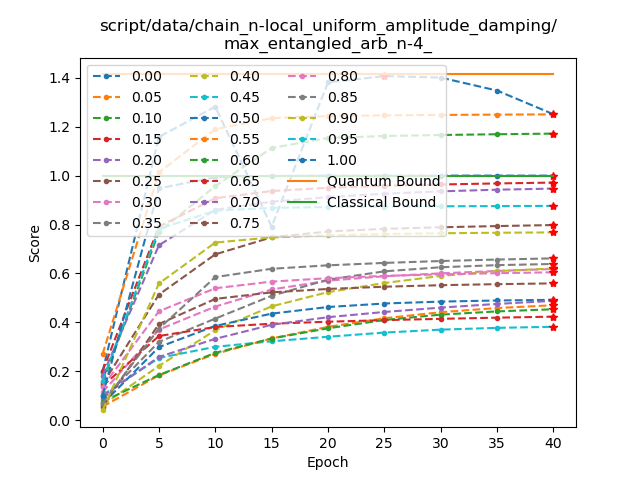 script/data/chain_n-local_uniform_amplitude_damping/
max_entangled_arb_n-4_
Score
1.4
1.2
1.0
0.8
0.6
0.4
0.2
0.0
0.00 0.40 0.80
0.05 0.45 0.85
0.10 0.50 0.90
0.15 0.55 0.95
0.20 0.60 1.00
0.25 0.65 Quantum Bound
0.30 0.70 Classical Bound
0.35 0.75
0 5 10 15 20 25 30 35 40
Epoch